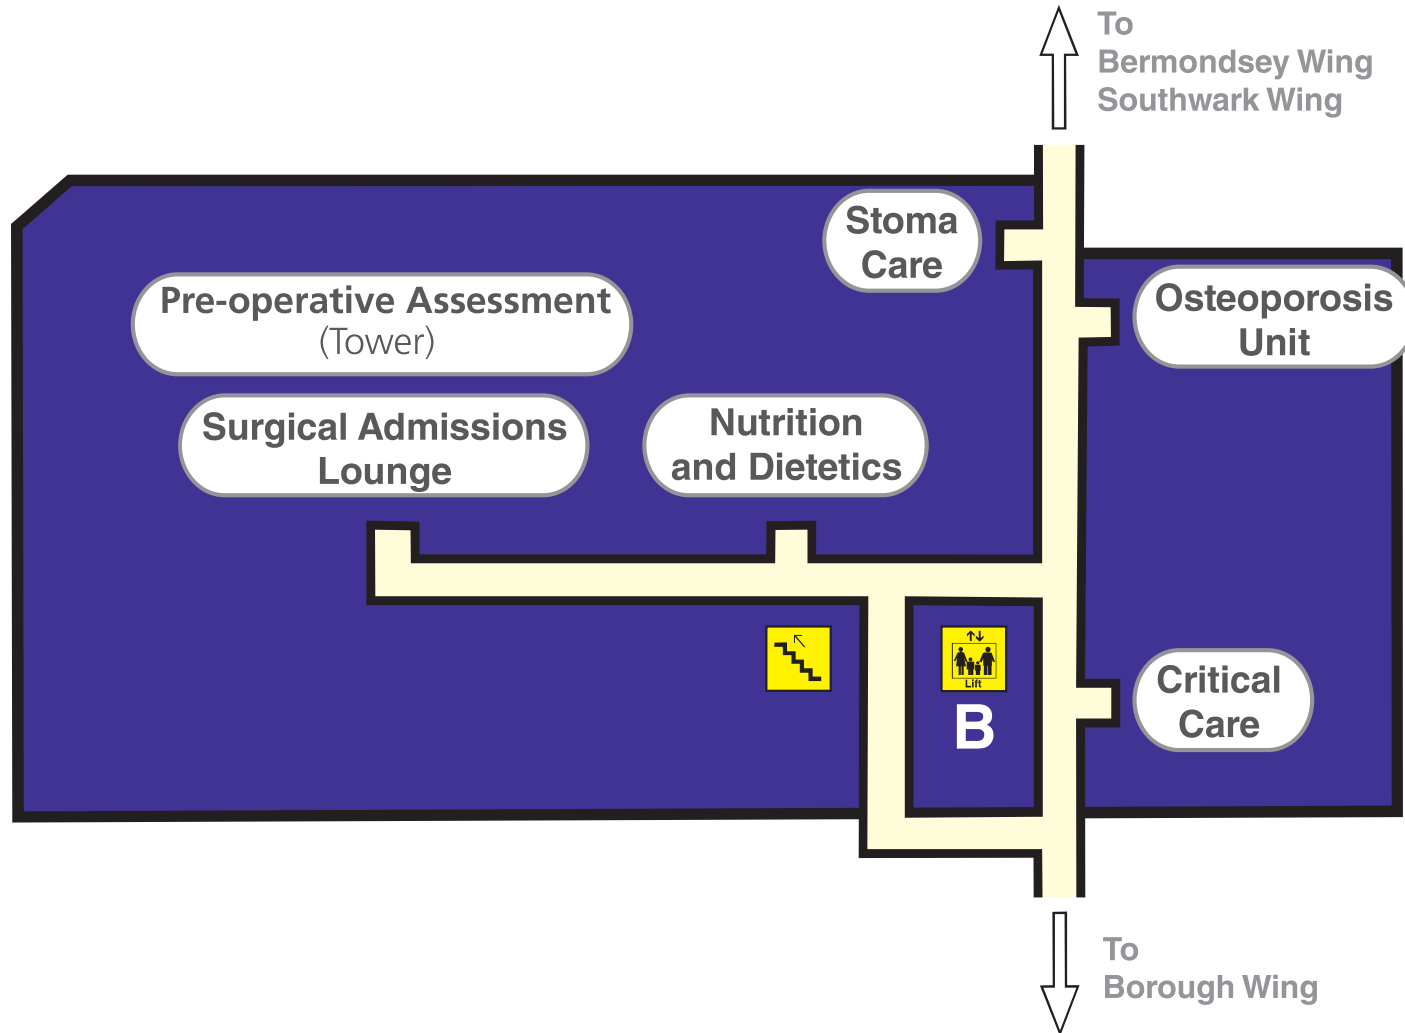 To
Bermondsey Wing
Southwark Wing
Stoma
Care
Pre-operative Assessment
(Tower)
Osteoporosis
Unit
Surgical Admissions
Lounge
Nutrition
and Dietetics
Lift
B
Critical
Care
To
Borough Wing